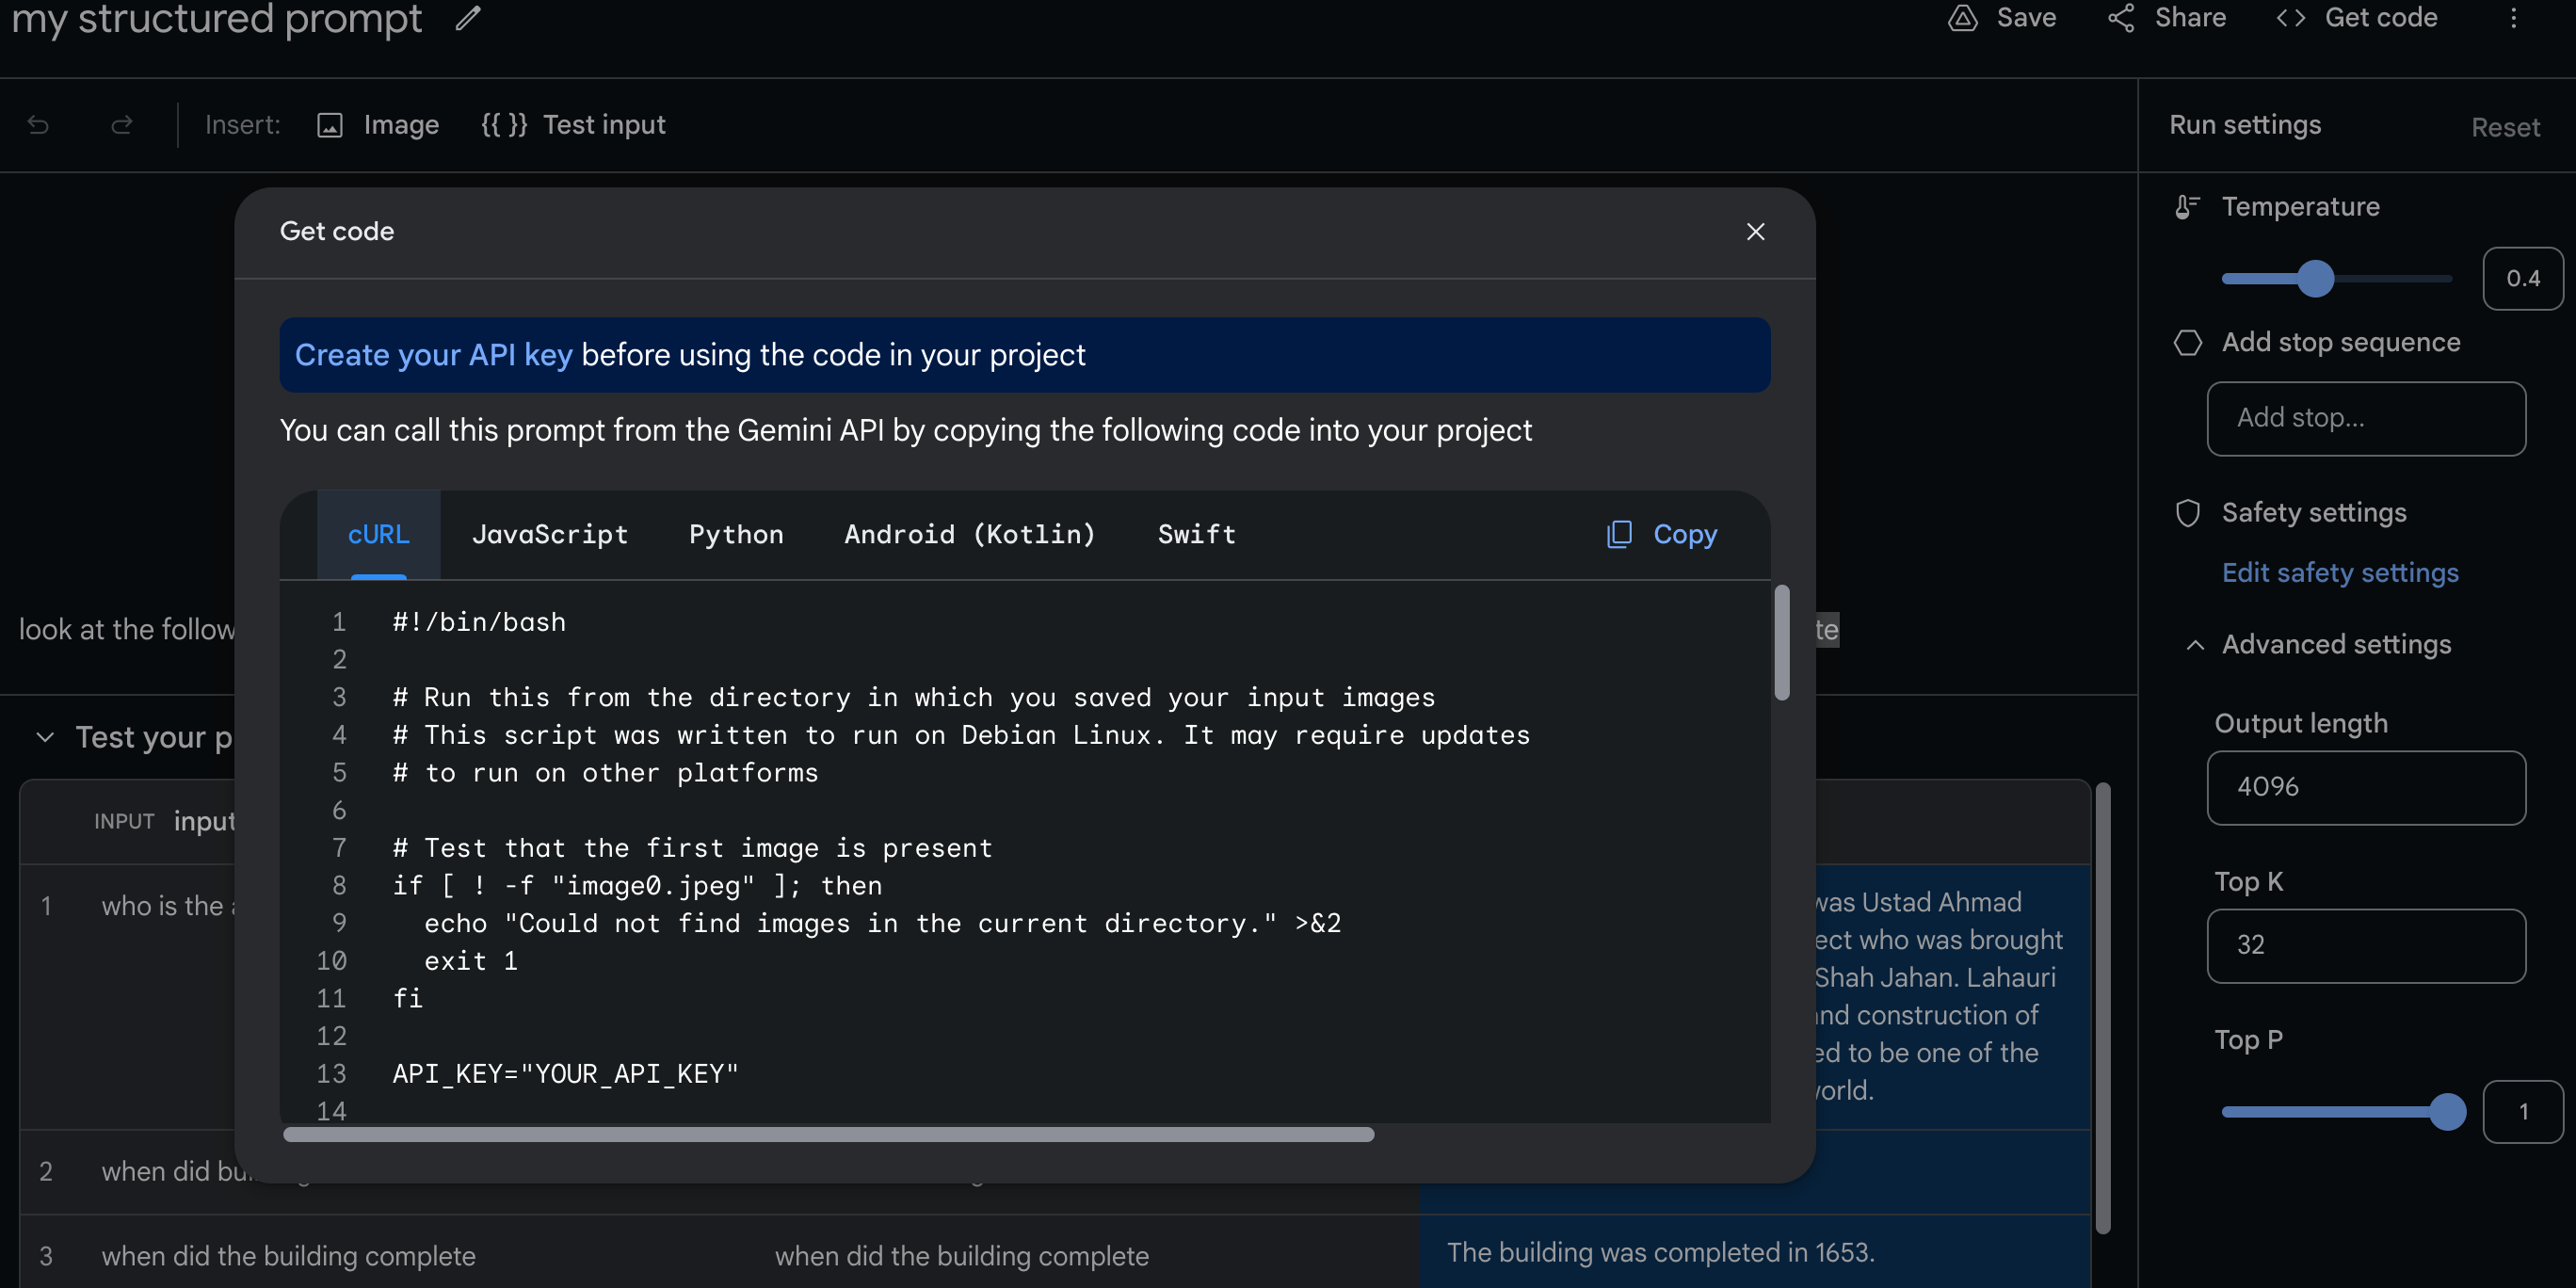 my structured prompt
Save
Share
Get code
Insert:
Image
{{ }} Test input
Run settings
Reset
Get code
Create your API key before using the code in your project
You can call this prompt from the Gemini API by copying the following code into your project
cURL
JavaScript
Python
Android (Kotlin)
Swift
Copy
1 #!/bin/bash
2
3 # Run this from the directory in which you saved your input images
4 # This script was written to run on Debian Linux. It may require updates
5 # to run on other platforms
6
7 # Test that the first image is present
8 if [ ! -f "image0.jpeg" ]; then
9 echo "Could not find images in the current directory." >&2
10 exit 1
11 fi
12
13 API_KEY="YOUR_API_KEY"
14
look at the follow
te
Test your p
INPUT input
1 who is the
was Ustad Ahmad
ect who was brought
Shah Jahan. Lahauri
nd construction of
ed to be one of the
orld.
2 when did bu
3 when did the building complete
when did the building complete
The building was completed in 1653.
Temperature
0.4
Add stop sequence
Add stop...
Safety settings
Edit safety settings
Advanced settings
Output length
4096
Top K
32
Top P
1